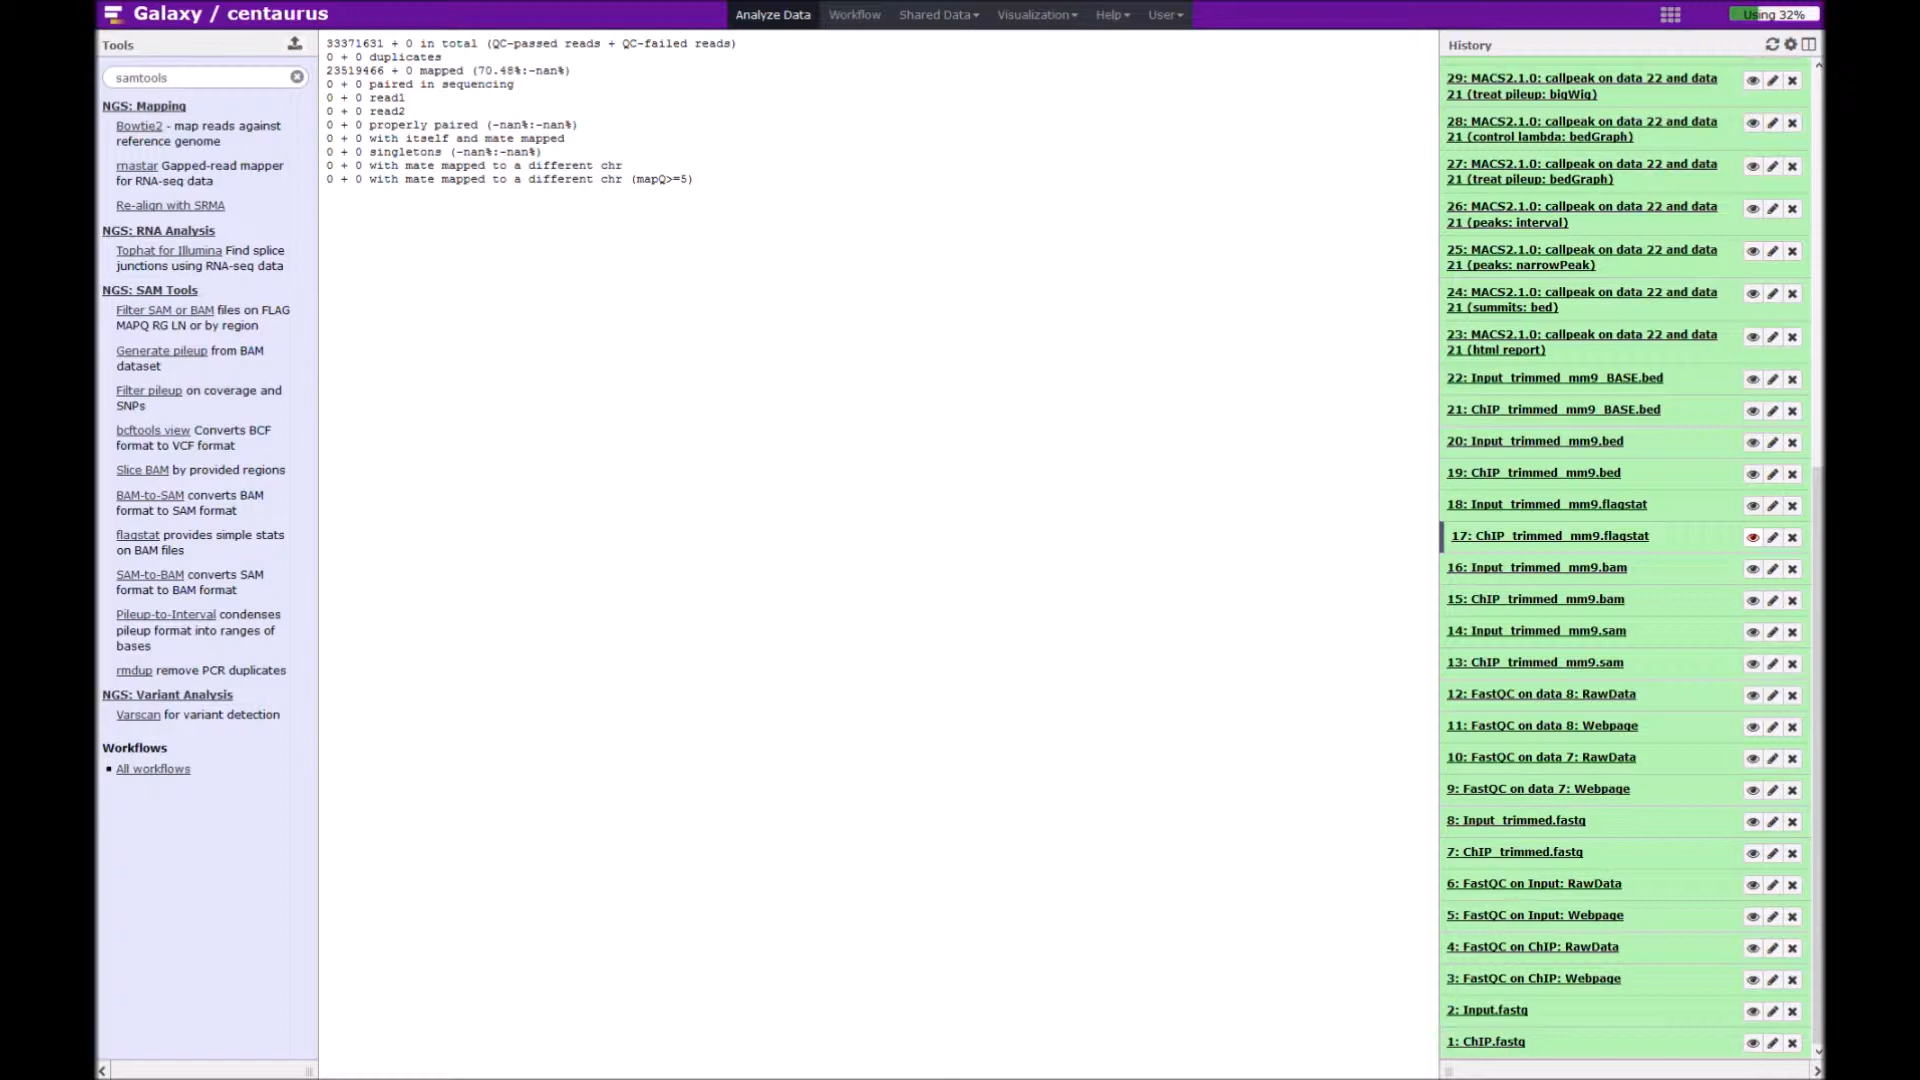 Galaxy / centaurus
Analyze Data
Workflow
Shared Data
Visualization
Help
User
Using 32%
Tools
samtools
NGS: Mapping
Bowtie2 - map reads against
reference genome
rnastar Gapped-read mapper
for RNA-seq data
Re-align with SRMA
NGS: RNA Analysis
Tophat for Illumina Find splice
junctions using RNA-seq data
NGS: SAM Tools
Filter SAM or BAM files on FLAG
MAPQ RG LN or by region
Generate pileup from BAM
dataset
Filter pileup on coverage and
SNPs
bcftools view Converts BCF
format to VCF format
Slice BAM by provided regions
BAM-to-SAM converts BAM
format to SAM format
flagstat provides simple stats
on BAM files
SAM-to-BAM converts SAM
format to BAM format
Pileup-to-Interval condenses
pileup format into ranges of
bases
rmdup remove PCR duplicates
NGS: Variant Analysis
Varscan for variant detection
Workflows
All workflows
33371631 + 0 in total (QC-passed reads + QC-failed reads)
0 + 0 duplicates
23519466 + 0 mapped (70.48%:-nan%)
0 + 0 paired in sequencing
0 + 0 read1
0 + 0 read2
0 + 0 properly paired (-nan%:-nan%)
0 + 0 with itself and mate mapped
0 + 0 singletons (-nan%:-nan%)
0 + 0 with mate mapped to a different chr
0 + 0 with mate mapped to a different chr (mapQ>=5)
History
29: MACS2.1.0: callpeak on data 22 and data
21 (treat pileup: bigWig)
28: MACS2.1.0: callpeak on data 22 and data
21 (control lambda: bedGraph)
27: MACS2.1.0: callpeak on data 22 and data
21 (treat pileup: bedGraph)
26: MACS2.1.0: callpeak on data 22 and data
21 (peaks: interval)
25: MACS2.1.0: callpeak on data 22 and data
21 (peaks: narrowPeak)
24: MACS2.1.0: callpeak on data 22 and data
21 (summits: bed)
23: MACS2.1.0: callpeak on data 22 and data
21 (html report)
22: Input_trimmed_mm9_BASE.bed
21: ChIP_trimmed_mm9_BASE.bed
20: Input_trimmed_mm9.bed
19: ChIP_trimmed_mm9.bed
18: Input_trimmed_mm9.flagstat
17: ChIP_trimmed_mm9.flagstat
16: Input_trimmed_mm9.bam
15: ChIP_trimmed_mm9.bam
14: Input_trimmed_mm9.sam
13: ChIP_trimmed_mm9.sam
12: FastQC on data 8: RawData
11: FastQC on data 8: Webpage
10: FastQC on data 7: RawData
9: FastQC on data 7: Webpage
8: Input_trimmed.fastq
7: ChIP_trimmed.fastq
6: FastQC on Input: RawData
5: FastQC on Input: Webpage
4: FastQC on ChIP: RawData
3: FastQC on ChIP: Webpage
2: Input.fastq
1: ChIP.fastq